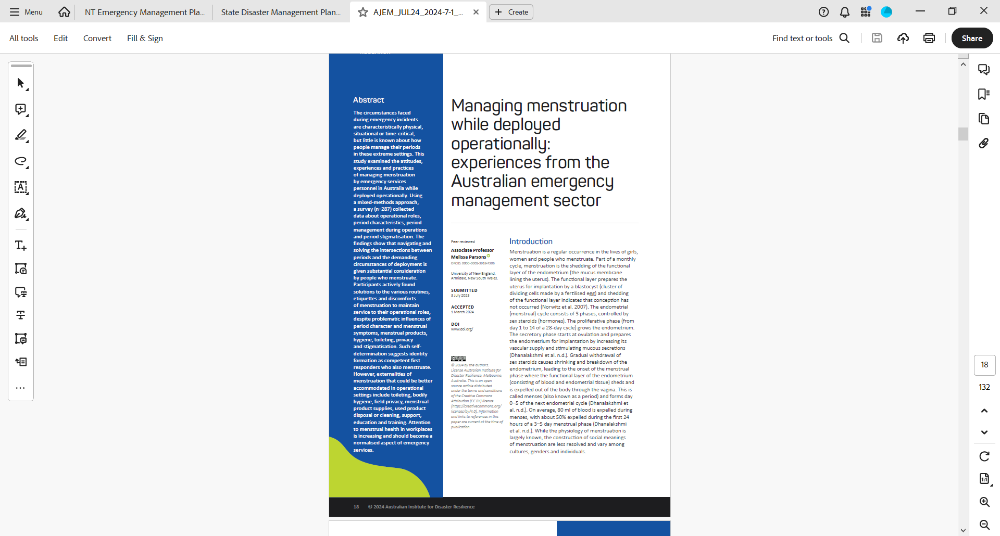 Menu
NT Emergency Management Pla...
State Disaster Management Plan...
AJEM_JUL24_2024-7-1_...
Create
All tools
Edit
Convert
Fill & Sign
Find text or tools
Share
Abstract
The circumstances faced
during emergency incidents
are characteristically physical,
situational or time-critical,
but little is known about how
people manage their periods
in these extreme settings. This
study examined the attitudes,
experiences and practices
of managing menstruation
by emergency services
personnel in Australia while
deployed operationally. Using
a mixed-methods approach,
a survey (n=287) collected
data about operational roles,
period characteristics, period
management during operations
and period stigmatisation. The
findings show that navigating and
solving the intersections between
periods and the demanding
circumstances of deployment is
given substantial consideration
by people who menstruate.
Participants actively found
solutions to the various routines,
etiquettes and discomforts
of menstruation to maintain
service to their operational roles,
despite problematic influences of
period character and menstrual
symptoms, menstrual products,
hygiene, toileting, privacy
and stigmatisation. Such self-
determination suggests identity
formation as competent first
responders who also menstruate.
However, externalities of
menstruation that could be better
accommodated in operational
settings include toileting, bodily
hygiene, field privacy, menstrual
product supplies, used product
disposal or cleaning, support,
education and training. Attention
to menstrual health in workplaces
is increasing and should become a
normalised aspect of emergency
services.
Managing menstruation
while deployed
operationally:
experiences from the
Australian emergency
management sector
Peer reviewed
Associate Professor
Melissa Parsons
ORCID: 0000-0002-3918-7306
University of New England,
Armidale, New South Wales.
SUBMITTED
3 July 2023
ACCEPTED
1 March 2024
DOI
www.doi.org/
© 2024 by the authors.
License Australian Institute for
Disaster Resilience, Melbourne,
Australia. This is an open
source article distributed
under the terms and conditions
of the Creative Commons
Attribution (CC BY) licence
(https://creativecommons.org/
licenses/by/4.0). Information
and links to references in this
paper are current at the time of
publication.
Introduction
Menstruation is a regular occurrence in the lives of girls,
women and people who menstruate. Part of a monthly
cycle, menstruation is the shedding of the functional
layer of the endometrium (the mucus membrane
lining the uterus). The functional layer prepares the
uterus for implantation by a blastocyst (cluster of
dividing cells made by a fertilised egg) and shedding
of the functional layer indicates that conception has
not occurred (Norwitz et al. 2007). The endometrial
(menstrual) cycle consists of 3 phases, controlled by
sex steroids (hormones). The proliferative phase (from
day 1 to 14 of a 28-day cycle) grows the endometrium.
The secretory phase starts at ovulation and prepares
the endometrium for implantation by increasing its
vascular supply and stimulating mucous secretions
(Dhanalakshmi et al. n.d.). Gradual withdrawal of
sex steroids causes shrinking and breakdown of the
endometrium, leading to the onset of the menstrual
phase where the functional layer of the endometrium
(consisting of blood and endometrial tissue) sheds and
is expelled out of the body through the vagina. This is
called menses (also known as a period) and forms day
0–5 of the next endometrial cycle (Dhanalakshmi et
al. n.d.). On average, 80 ml of blood is expelled during
menses, with about 50% expelled during the first 24
hours of a 3–5 day menstrual phase (Dhanalakshmi
et al. n.d.). While the physiology of menstruation is
largely known, the construction of social meanings
of menstruation are less resolved and vary among
cultures, genders and individuals.
18 © 2024 Australian Institute for Disaster Resilience
18
132